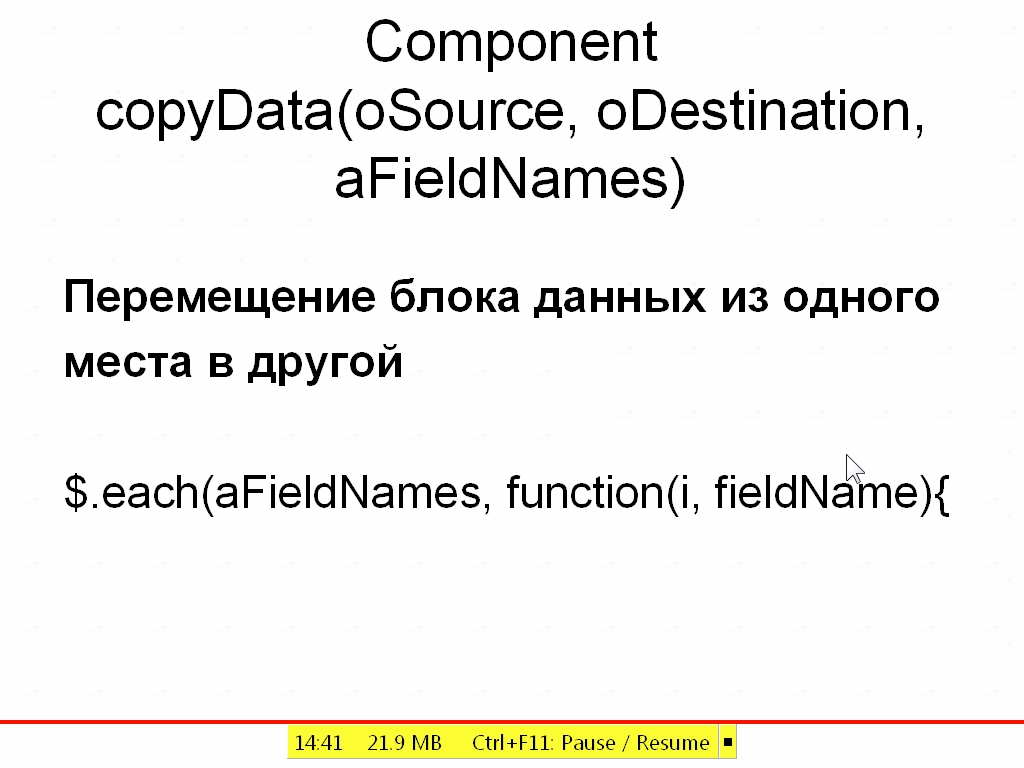 Component
copyData(oSource, oDestination,
aFieldNames)
Перемещение блока данных из одного
места в другой
$.each(aFieldNames, function(i, fieldName){
14:41 21.9 MB Ctrl+F11: Pause / Resume